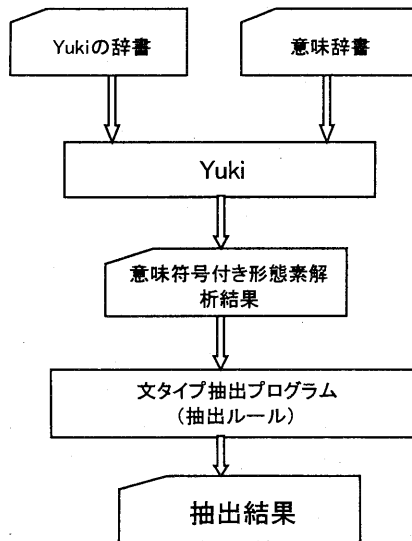 Yukiの辞書
意味辞書
Yuki
意味符号付き形態素解
析結果
文タイプ抽出プログラム
(抽出ルール)
抽出結果